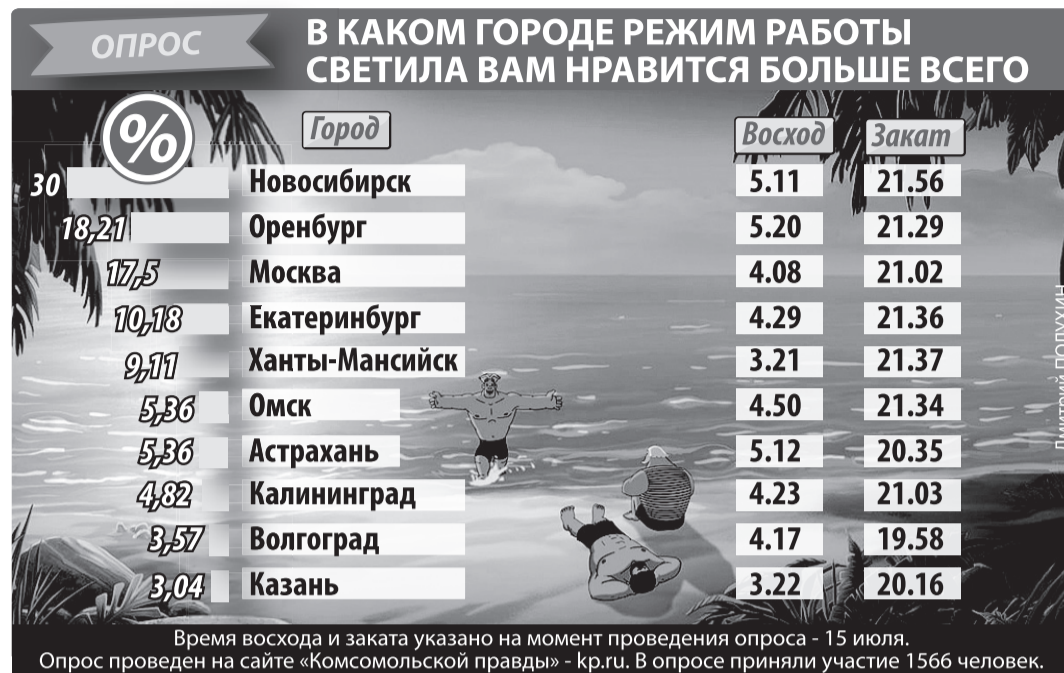 ОПРОС
В КАКОМ ГОРОДЕ РЕЖИМ РАБОТЫ
СВЕТИЛА ВАМ НРАВИТСЯ БОЛЬШЕ ВСЕГО
% Город Восход Закат
30 Новосибирск 5.11 21.56
18,21 Оренбург 5.20 21.29
17,5 Москва 4.08 21.02
10,18 Екатеринбург 4.29 21.36
9,11 Ханты-Мансийск 3.21 21.37
5,36 Омск 4.50 21.34
5,36 Астрахань 5.12 20.35
4,82 Калининград 4.23 21.03
3,57 Волгоград 4.17 19.58
3,04 Казань 3.22 20.16
Дмитрий ПОЛУХИН
Время восхода и заката указано на момент проведения опроса - 15 июля.
Опрос проведен на сайте «Комсомольской правды» - kp.ru. В опросе приняли участие 1566 человек.